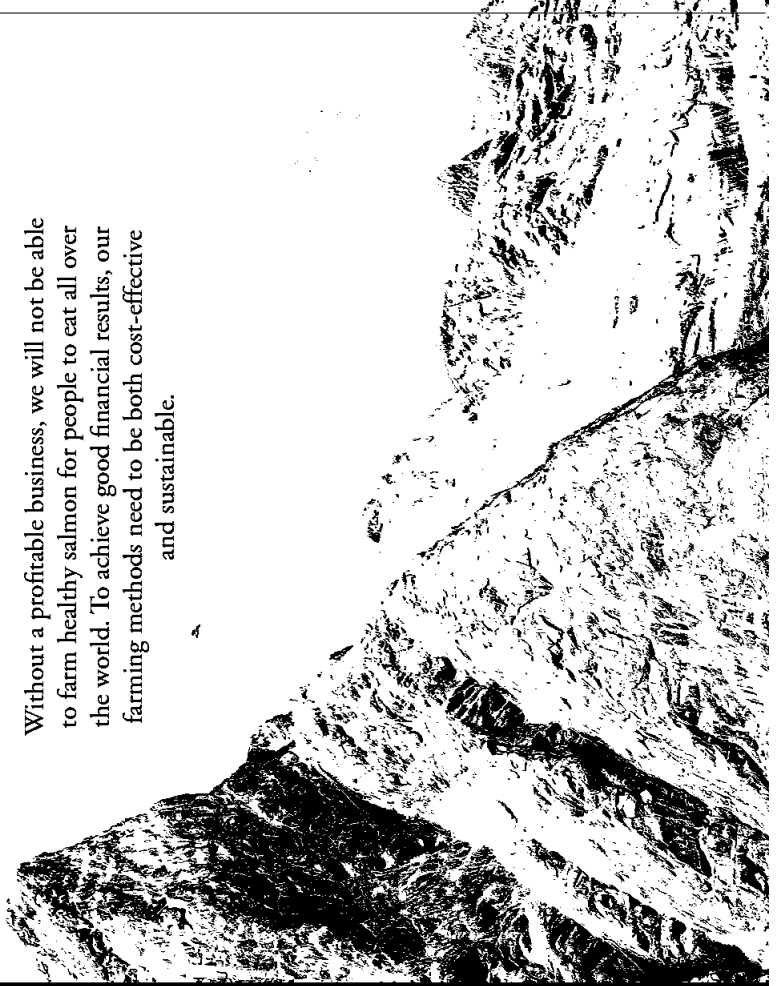 Without a profitable business, we will not be able
to farm healthy salmon for people to eat all over
the world. To achieve good financial results, our
farming methods need to be both cost-effective
and sustainable.